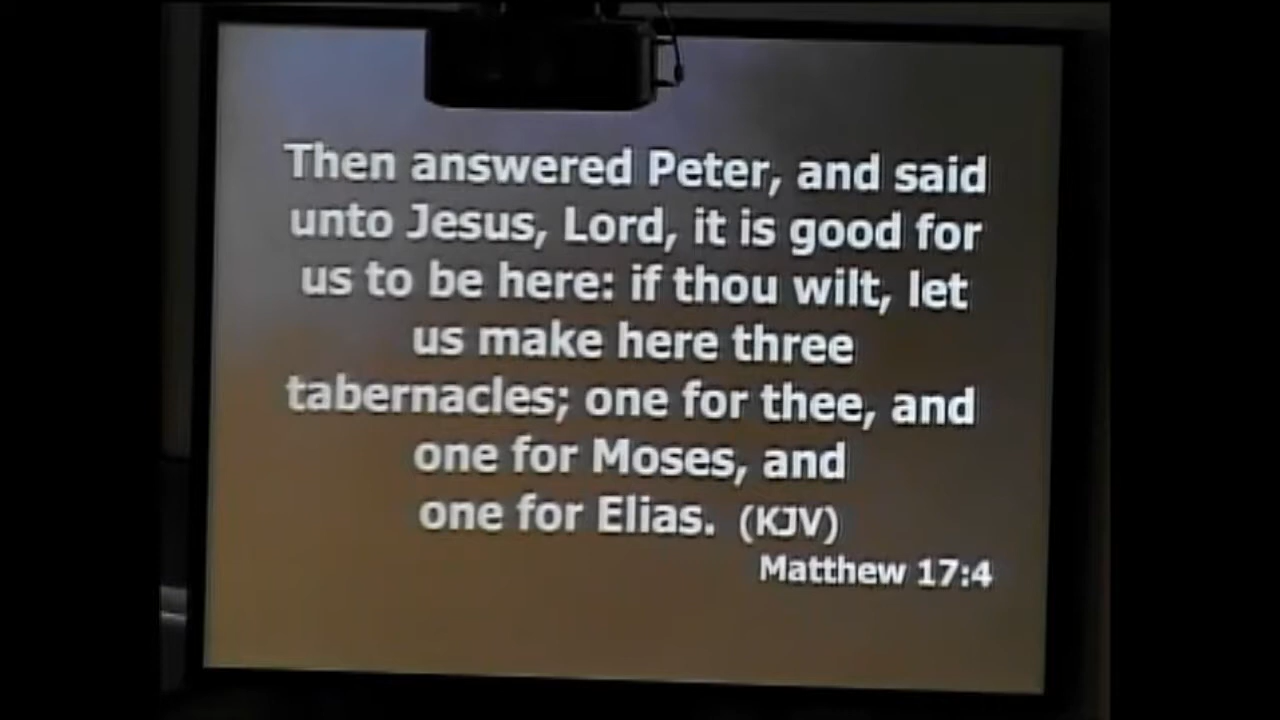 Then answered Peter, and said
unto Jesus, Lord, it is good for
us to be here: if thou wilt, let
us make here three
tabernacles; one for thee, and
one for Moses, and
one for Elias. (KJV)
Matthew 17:4